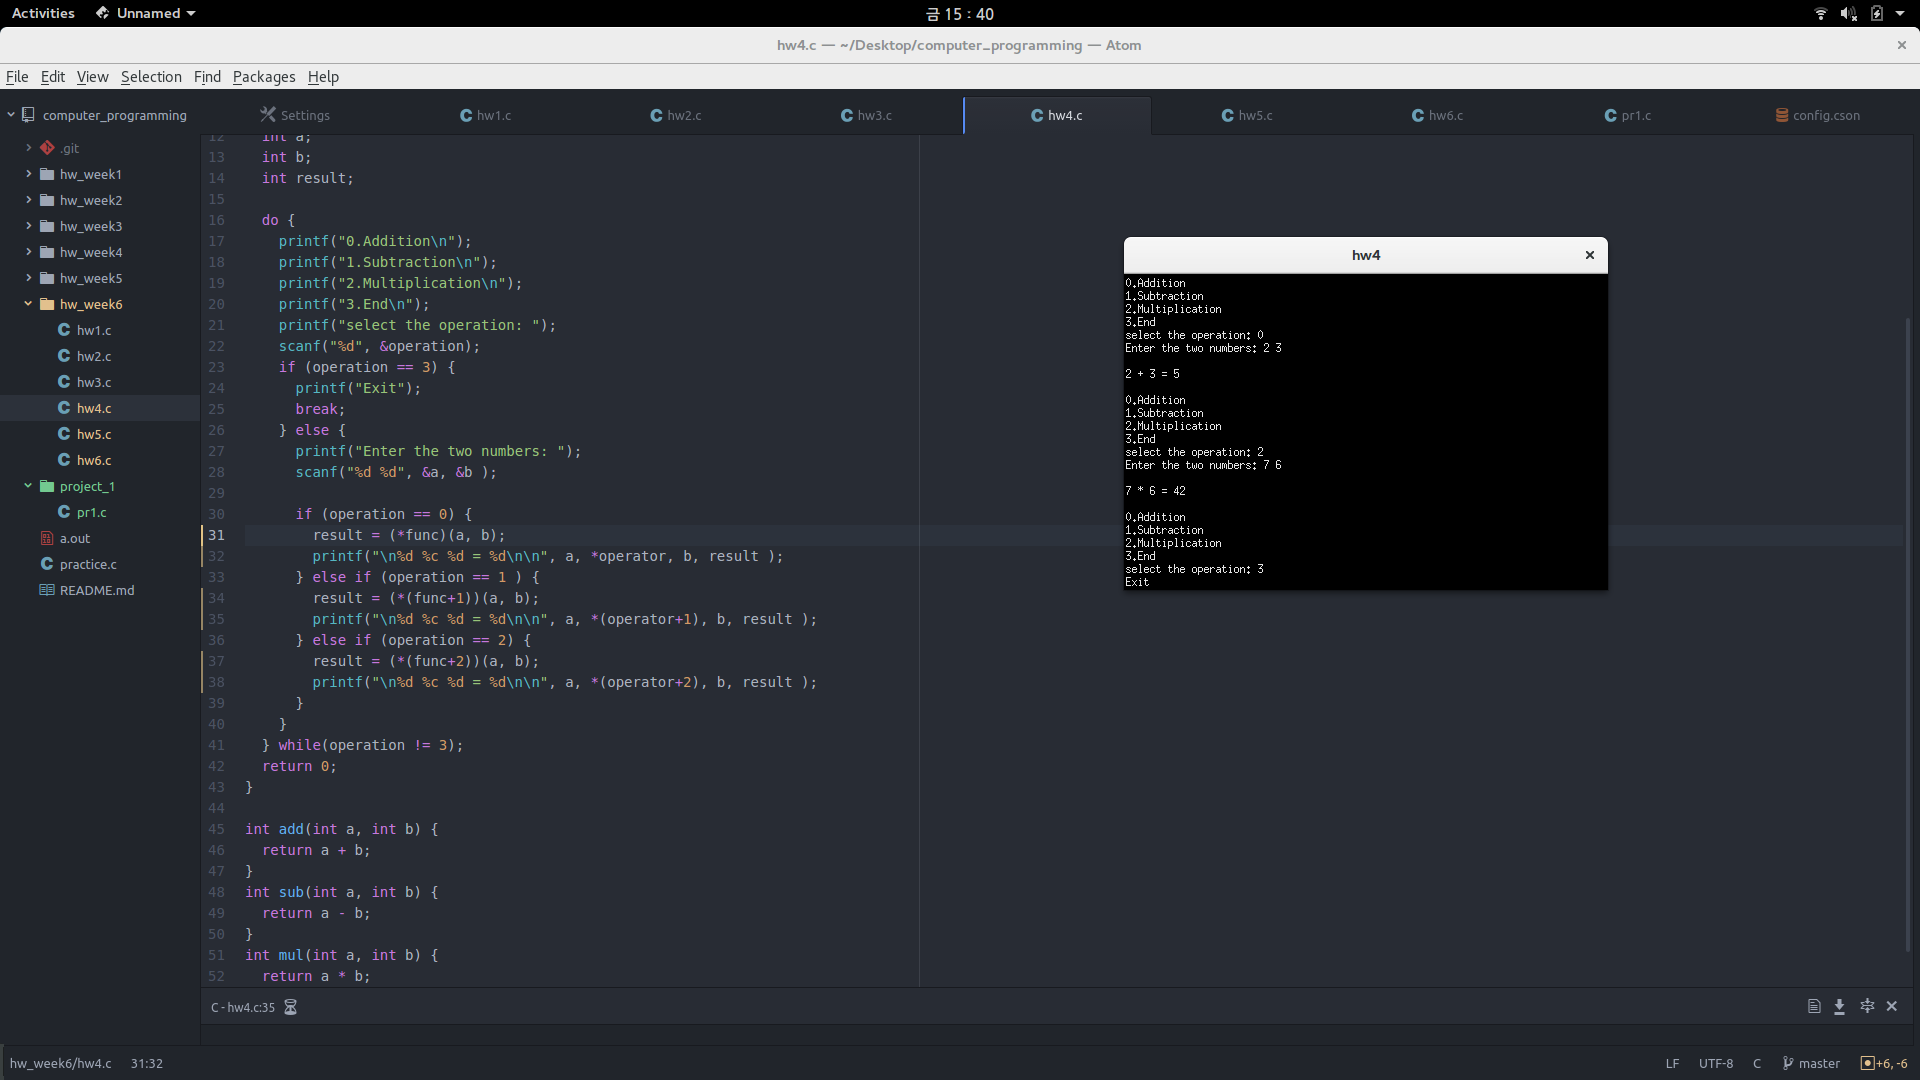 Activities Unnamed 금 15 : 40
hw4.c — ~/Desktop/computer_programming — Atom
File Edit View Selection Find Packages Help
computer_programming
.git
hw_week1
hw_week2
hw_week3
hw_week4
hw_week5
hw_week6
hw1.c
hw2.c
hw3.c
hw4.c
hw5.c
hw6.c
project_1
pr1.c
a.out
practice.c
README.md
Settings hw1.c hw2.c hw3.c hw4.c hw5.c hw6.c pr1.c config.cson
12 int a;
13 int b;
14 int result;
15
16 do {
17 printf("0.Addition\n");
18 printf("1.Subtraction\n");
19 printf("2.Multiplication\n");
20 printf("3.End\n");
21 printf("select the operation: ");
22 scanf("%d", &operation);
23 if (operation == 3) {
24 printf("Exit");
25 break;
26 } else {
27 printf("Enter the two numbers: ");
28 scanf("%d %d", &a, &b );
29
30 if (operation == 0) {
31 result = (*func)(a, b);
32 printf("\n%d %c %d = %d\n\n", a, *operator, b, result );
33 } else if (operation == 1 ) {
34 result = (*(func+1))(a, b);
35 printf("\n%d %c %d = %d\n\n", a, *(operator+1), b, result );
36 } else if (operation == 2) {
37 result = (*(func+2))(a, b);
38 printf("\n%d %c %d = %d\n\n", a, *(operator+2), b, result );
39 }
40 }
41 } while(operation != 3);
42 return 0;
43 }
44
45 int add(int a, int b) {
46 return a + b;
47 }
48 int sub(int a, int b) {
49 return a - b;
50 }
51 int mul(int a, int b) {
52 return a * b;
hw4
0.Addition
1.Subtraction
2.Multiplication
3.End
select the operation: 0
Enter the two numbers: 2 3
2 + 3 = 5
0.Addition
1.Subtraction
2.Multiplication
3.End
select the operation: 2
Enter the two numbers: 7 6
7 * 6 = 42
0.Addition
1.Subtraction
2.Multiplication
3.End
select the operation: 3
Exit
C - hw4.c:35
hw_week6/hw4.c 31:32 LF UTF-8 C master +6, -6